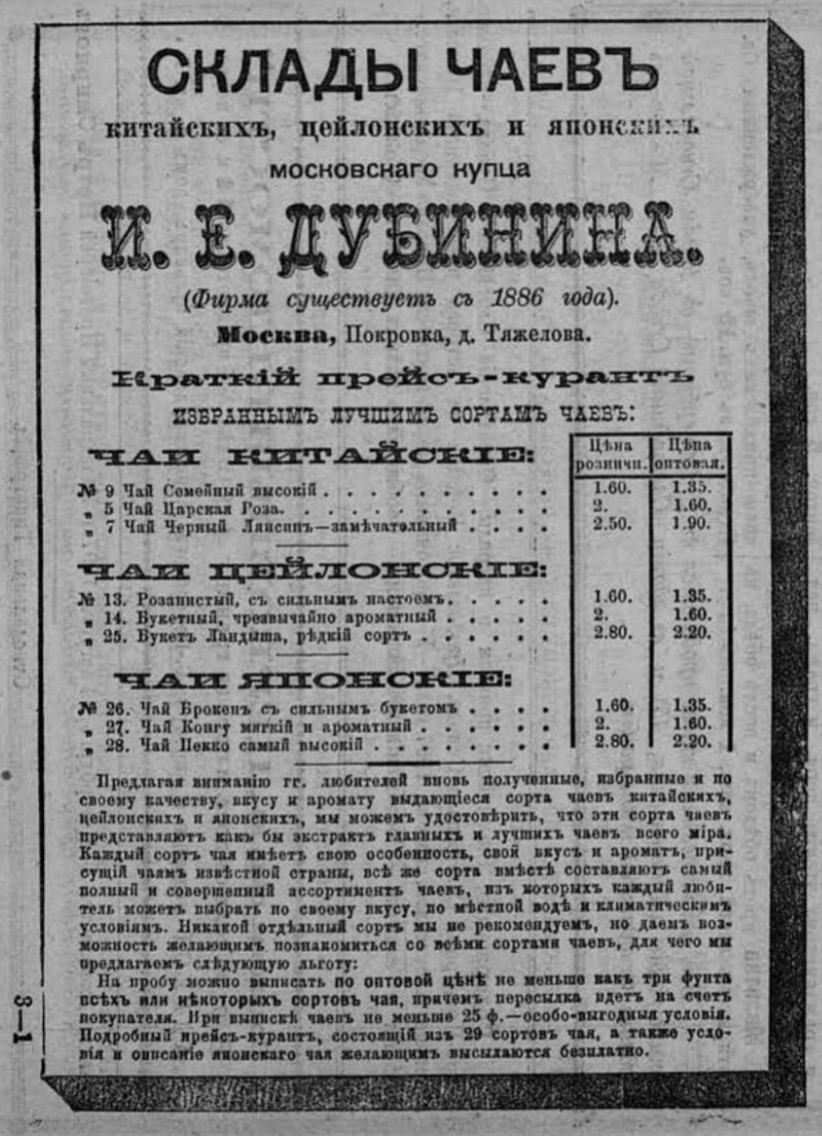 СКЛАДЫ ЧАЕВЪ
китайскихъ, цейлонскихъ и японскихъ
московскаго купца
И. Е. ДУБИНИНА.
(Фирма существуетъ съ 1886 года).
Москва, Покровка, д. Тяжелова.
Краткій прейсъ-курантъ
ИЗБРАННЫМЪ ЛУЧШИМЪ СОРТАМЪ ЧАЕВЪ:
ЧАИ КИТАЙСКІЕ: Цѣна розничн. Цѣна оптовая.
№ 9 Чай Семейный высокій . . . . . . . . . . 1.60. 1.35.
„ 5 Чай Царская Роза. . . . . . . . . . . . 2. 1.60.
„ 7 Чай Черный Лянсинъ—замѣчательный . . . . 2.50. 1.90.
ЧАИ ЦЕЙЛОНСКІЕ:
№ 13. Розанистый, съ сильнымъ настоемъ. . . . . 1.60. 1.35.
„ 14. Букетный, чрезвычайно ароматный . . . . . 2. 1.60.
„ 25. Букетъ Ландыша, рѣдкій сортъ . . . . . . 2.80. 2.20.
ЧАИ ЯПОНСКІЕ:
№ 26. Чай Брокенъ съ сильнымъ букетомъ . . . . 1.60. 1.35.
„ 27. Чай Конгу мягкій и ароматный . . . . . . 2. 1.60.
„ 28. Чай Пекко самый высокій . . . . . . . . 2.80. 2.20.
Предлагая вниманію гг. любителей вновь полученные, избранные и по
своему качеству, вкусу и аромату выдающіеся сорта чаевъ китайскихъ,
цейлонскихъ и японскихъ, мы можемъ удостовѣрить, что эти сорта чаевъ
представляютъ какъ бы экстрактъ главныхъ и лучшихъ чаевъ всего міра.
Каждый сортъ чая имѣетъ свою особенность, свой вкусъ и ароматъ, при-
сущій чаямъ извѣстной страны, всѣ же сорта вмѣстѣ составляютъ самый
полный и совершенный ассортиментъ чаевъ, изъ которыхъ каждый люби-
тель можетъ выбрать по своему вкусу, по мѣстной водѣ и климатическимъ
условіямъ. Никакой отдѣльный сортъ мы не рекомендуемъ, но даемъ воз-
можность желающимъ познакомиться со всѣми сортами чаевъ, для чего мы
предлагаемъ слѣдующую льготу:
На пробу можно выписать по оптовой цѣнѣ не меньше какъ три фунта
всѣхъ или нѣкоторыхъ сортовъ чая, причемъ пересылка идетъ на счетъ
покупателя. При выпискѣ чаевъ не меньше 25 ф.—особо-выгодныя условія.
Подробный прейсъ-курантъ, состоящій изъ 29 сортовъ чая, а также усло-
вія и описаніе японскаго чая желающимъ высылаются безплатно.
3—1